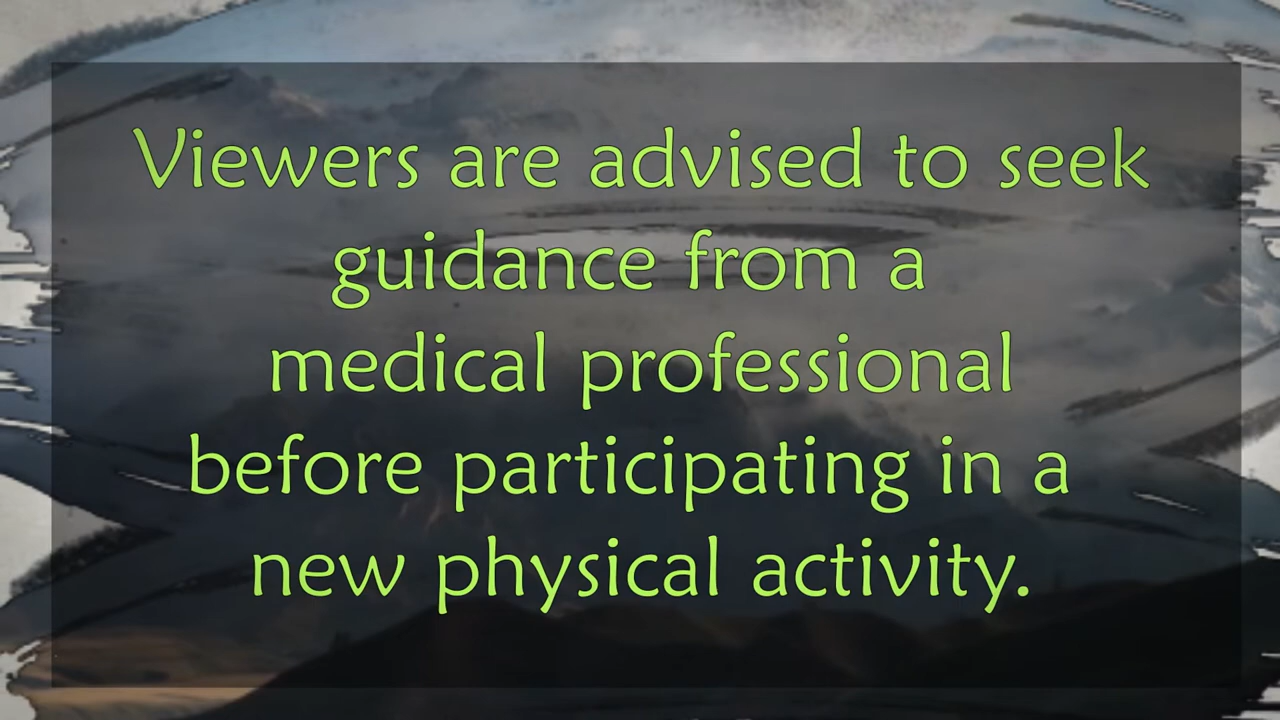 Viewers are advised to seek
guidance from a
medical professional
before participating in a
new physical activity.